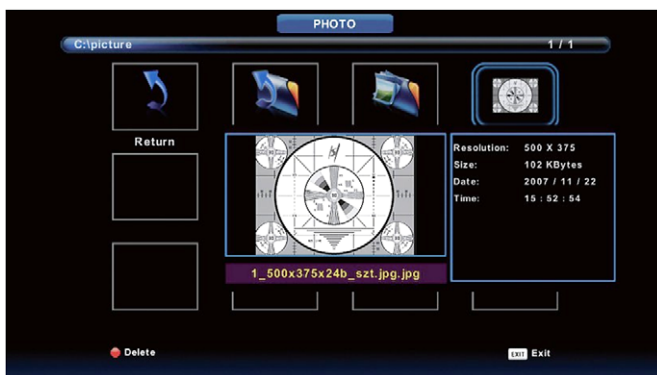 PHOTO
C:\picture 1 / 1
Return
Resolution: 500 X 375
Size: 102 KBytes
Date: 2007 / 11 / 22
Time: 15 : 52 : 54
1_500x375x24b_szt.jpg.jpg
Delete
EXIT Exit